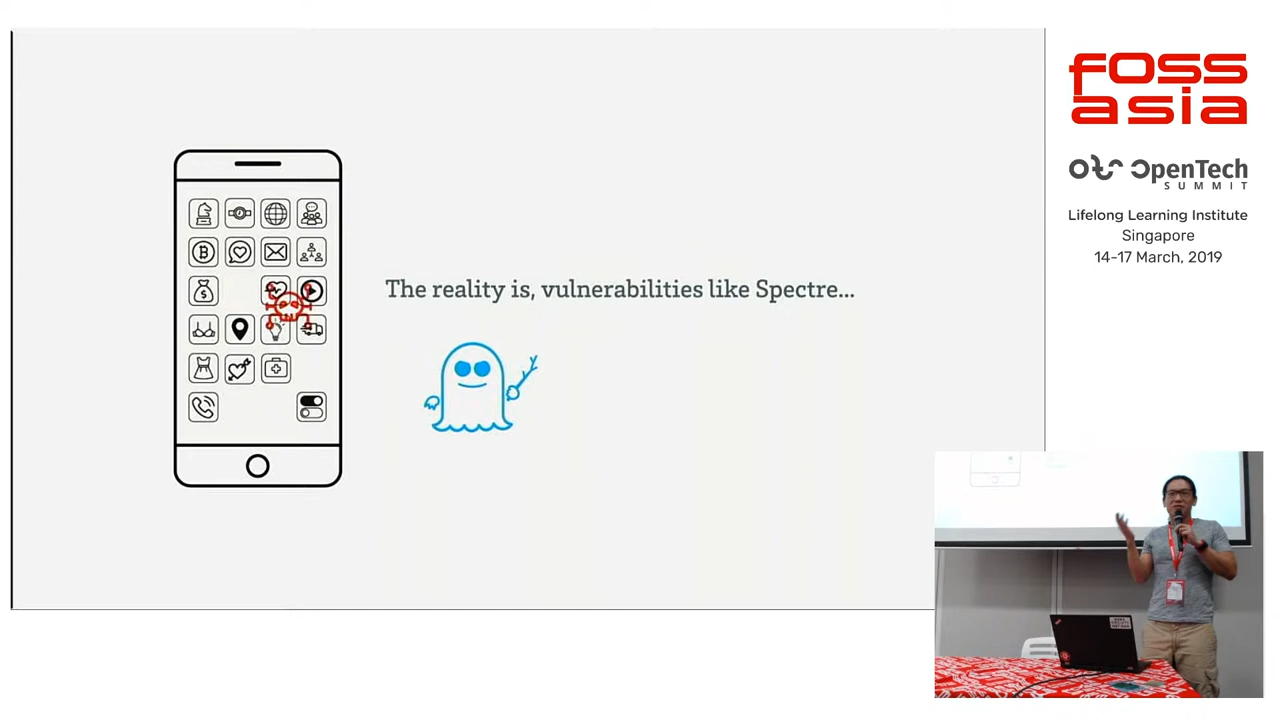 The reality is, vulnerabilities like Spectre...
FOSS
asia
OpenTech
SUMMIT
Lifelong Learning Institute
Singapore
14-17 March, 2019